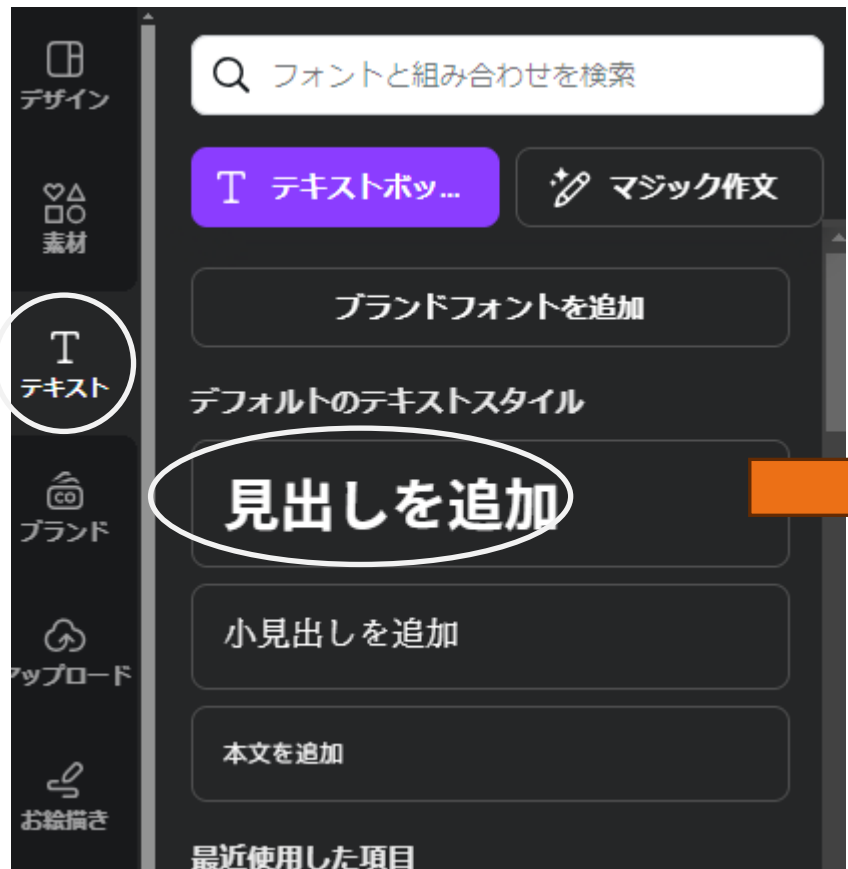 デザイン
素材
テキスト
ブランド
アップロード
お絵描き
フォントと組み合わせを検索
テキストボッ...
マジック作文
ブランドフォントを追加
デフォルトのテキストスタイル
見出しを追加
小見出しを追加
本文を追加
最近使用した項目